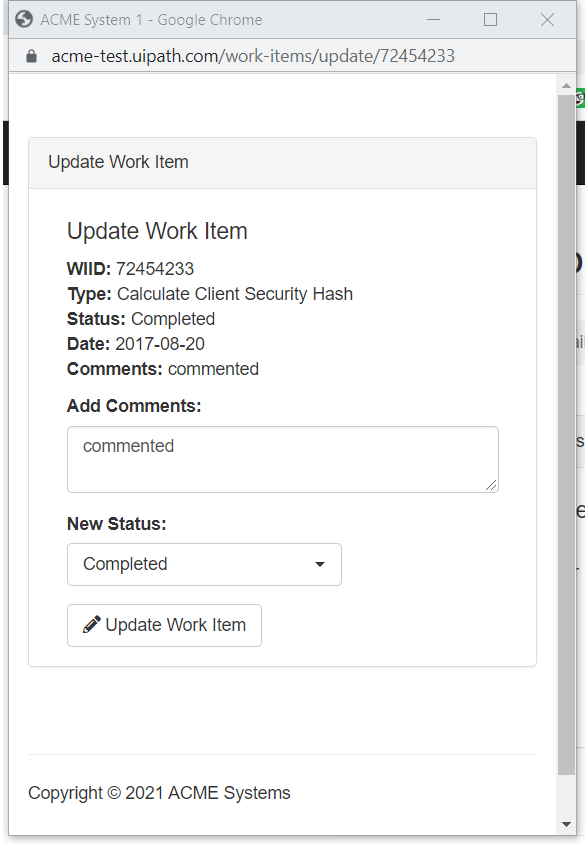 ACME System 1 - Google Chrome
acme-test.uipath.com/work-items/update/72454233
Update Work Item
Update Work Item
WIID: 72454233
Type: Calculate Client Security Hash
Status: Completed
Date: 2017-08-20
Comments: commented
Add Comments:
commented
New Status:
Completed
Update Work Item
Copyright © 2021 ACME Systems